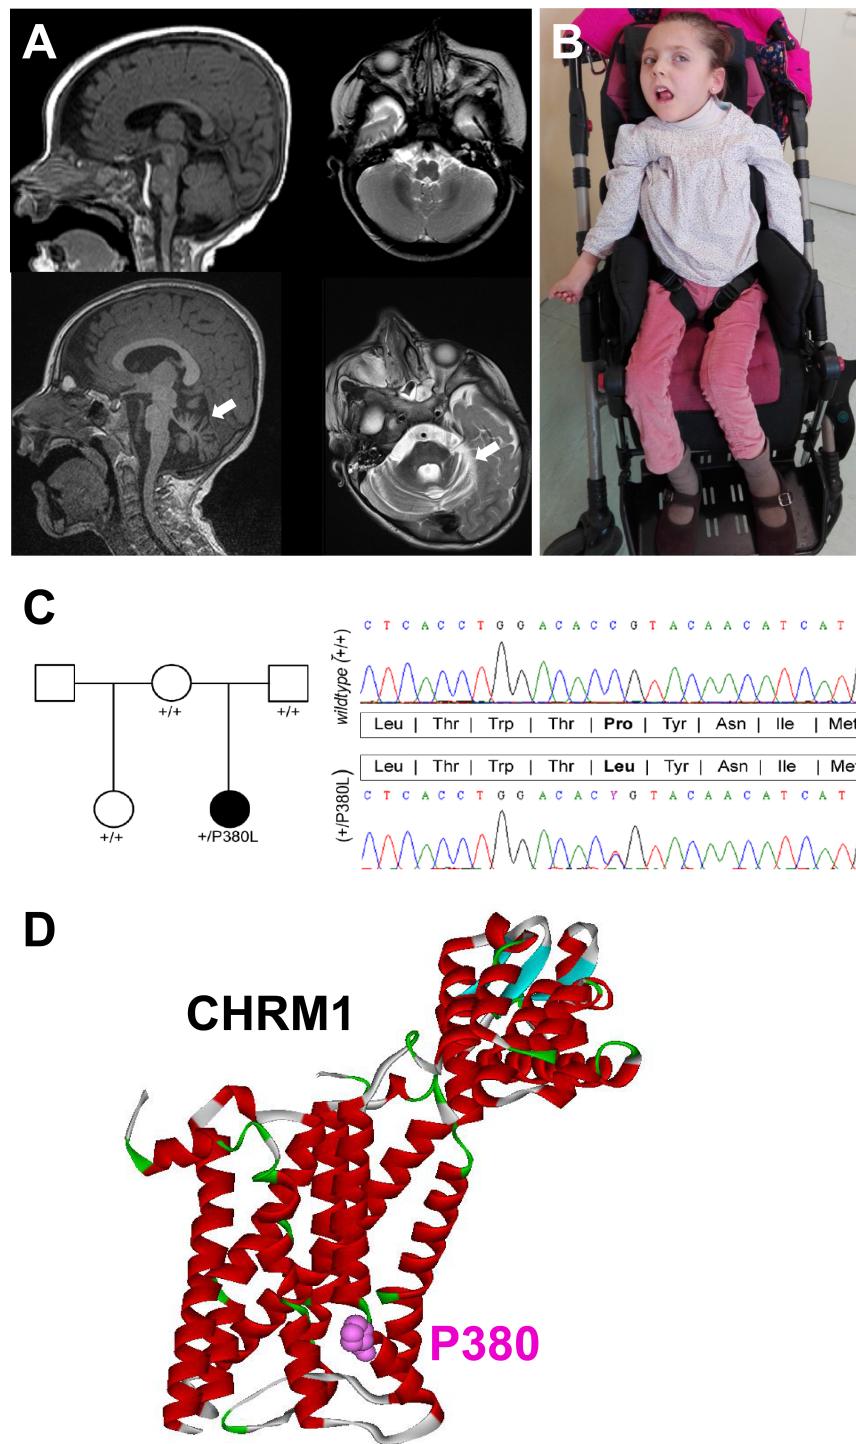 A
B
C
C T C A C C T G G A C A C C G T A C A A C A T C A T
wildtype (+/+)
Leu | Thr | Trp | Thr | Pro | Tyr | Asn | Ile | Met
+/+
+/+
Leu | Thr | Trp | Thr | Leu | Tyr | Asn | Ile | Met
(+/P380L)
C T C A C C T G G A C A C Y G T A C A A C A T C A T
+/+
+/P380L
D
CHRM1
P380